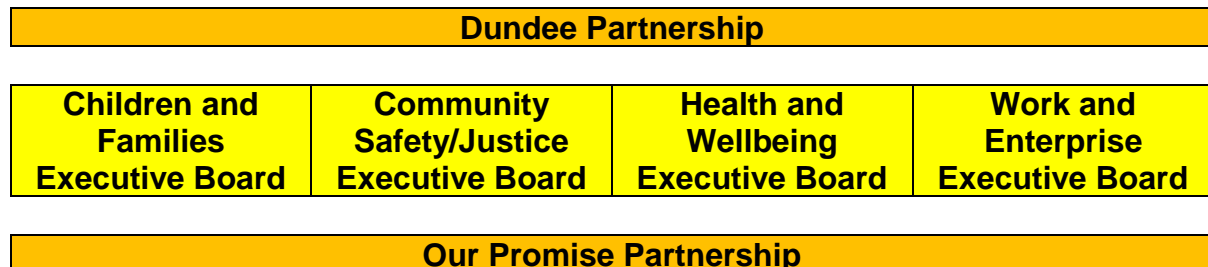 Dundee Partnership
Children and Families Executive Board
Community Safety/Justice Executive Board
Health and Wellbeing Executive Board
Work and Enterprise Executive Board
Our Promise Partnership